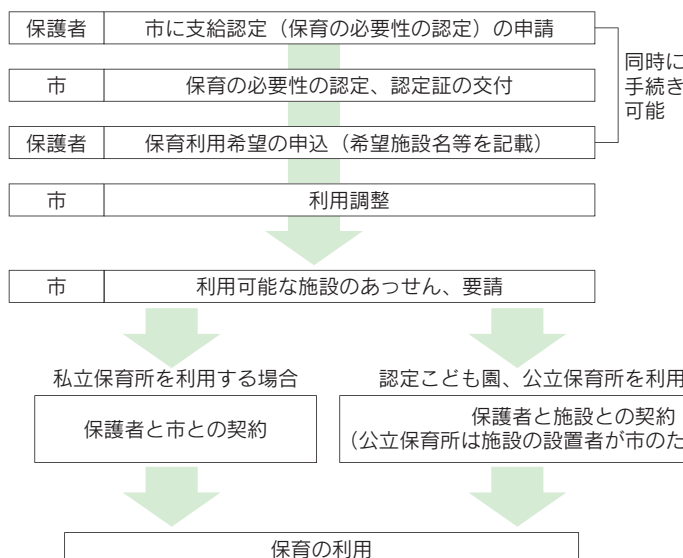 保護者 市に支給認定（保育の必要性の認定）の申請
同時に
手続き
可能
市 保育の必要性の認定、認定証の交付
保護者 保育利用希望の申込（希望施設名等を記載）
市 利用調整
市 利用可能な施設のあっせん、要請
私立保育所を利用する場合
認定こども園、公立保育所を利用
保護者と市との契約
保護者と施設との契約
（公立保育所は施設の設置者が市のた
保育の利用